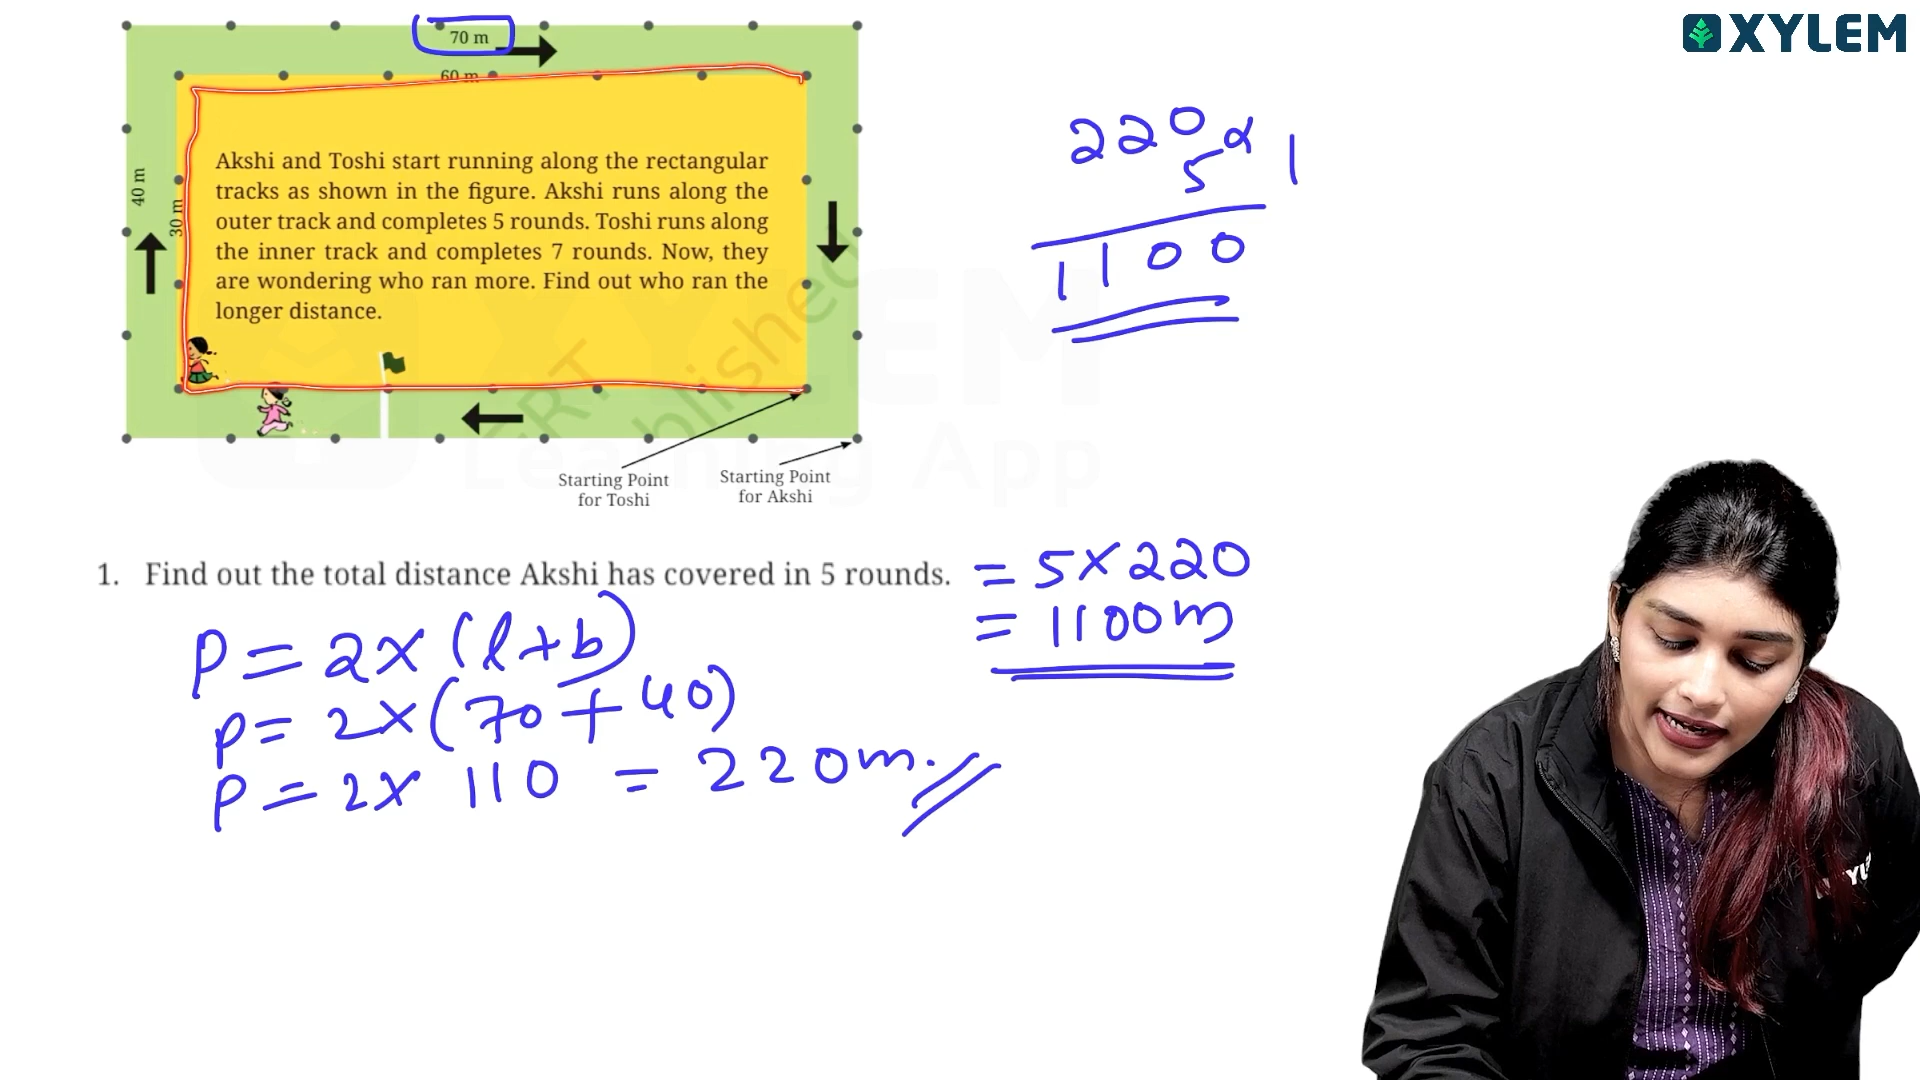 XYLEM
70 m
60 m
40 m
30 m
Akshi and Toshi start running along the rectangular
tracks as shown in the figure. Akshi runs along the
outer track and completes 5 rounds. Toshi runs along
the inner track and completes 7 rounds. Now, they
are wondering who ran more. Find out who ran the
longer distance.
Starting Point
for Toshi
Starting Point
for Akshi
220 x
5
1100
1. Find out the total distance Akshi has covered in 5 rounds.
= 5×220
= 1100m
P = 2× (l+b)
P = 2×(70+40)
P = 2× 110 = 220m.
XYLEM
Learning App